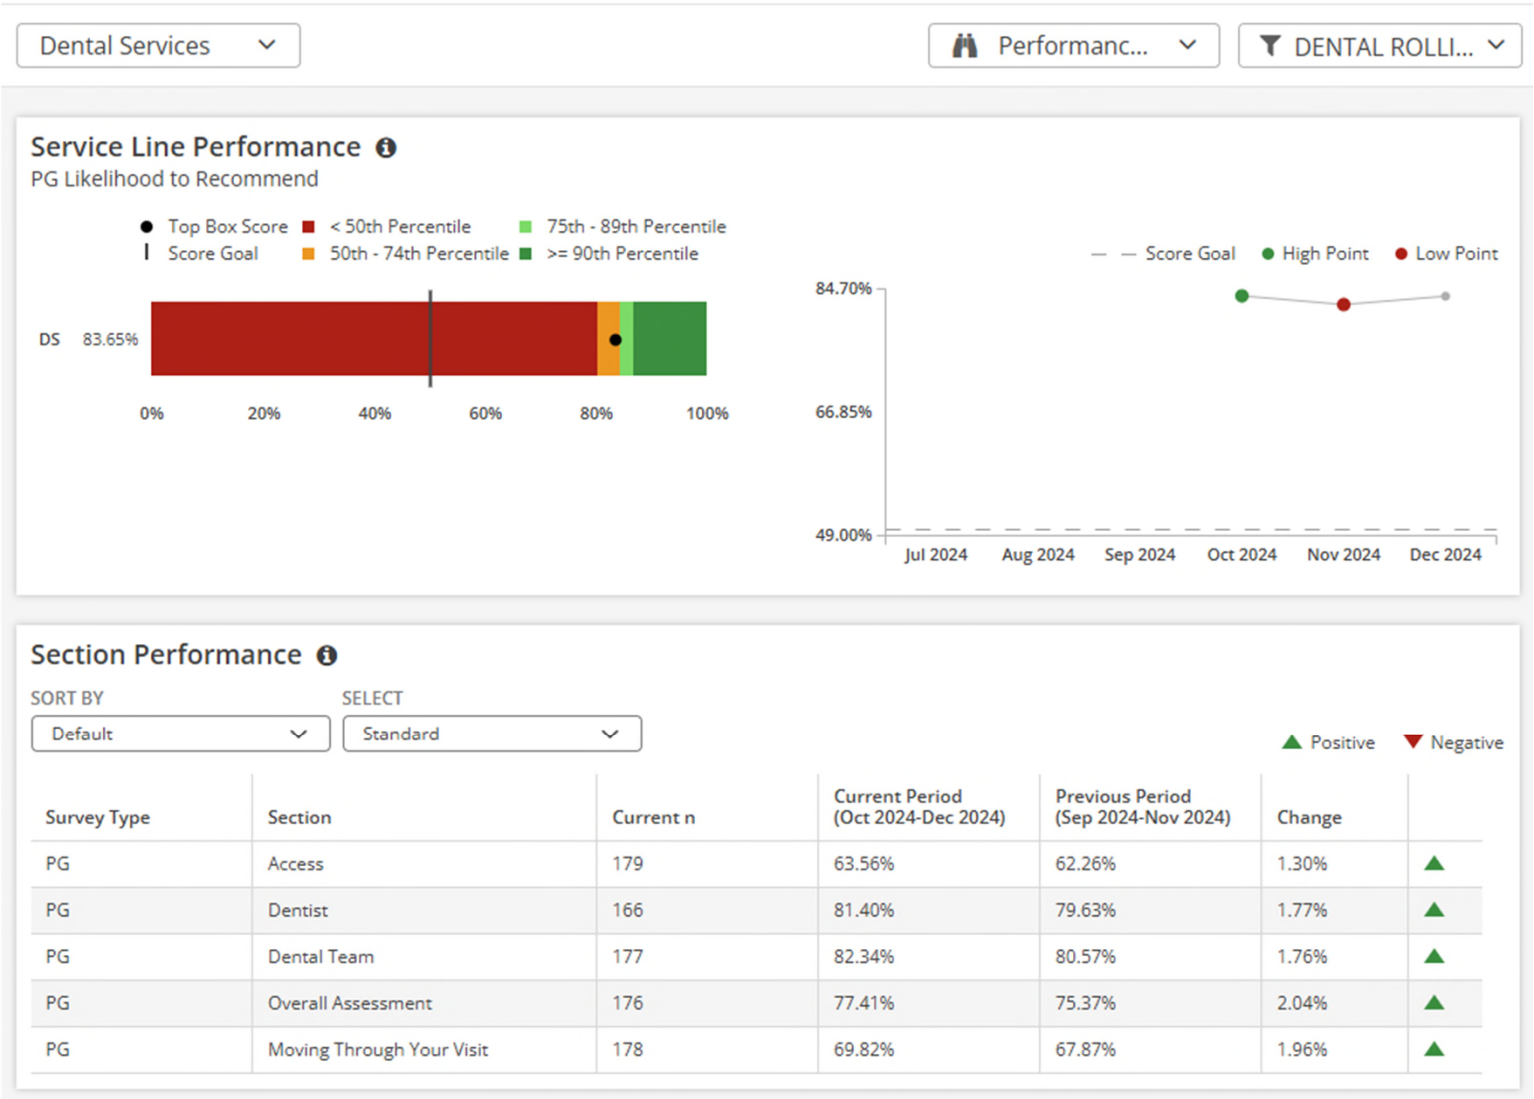 Dental Services
Performanc...
DENTAL ROLLI...
Service Line Performance
PG Likelihood to Recommend
Top Box Score
< 50th Percentile
75th - 89th Percentile
Score Goal
50th - 74th Percentile
>= 90th Percentile
DS 83.65%
0% 20% 40% 60% 80% 100%
Score Goal High Point Low Point
84.70%
66.85%
49.00%
Jul 2024 Aug 2024 Sep 2024 Oct 2024 Nov 2024 Dec 2024
Section Performance
SORT BY SELECT
Default Standard
Positive Negative
Survey Type Section Current n Current Period (Oct 2024-Dec 2024) Previous Period (Sep 2024-Nov 2024) Change
PG Access 179 63.56% 62.26% 1.30%
PG Dentist 166 81.40% 79.63% 1.77%
PG Dental Team 177 82.34% 80.57% 1.76%
PG Overall Assessment 176 77.41% 75.37% 2.04%
PG Moving Through Your Visit 178 69.82% 67.87% 1.96%